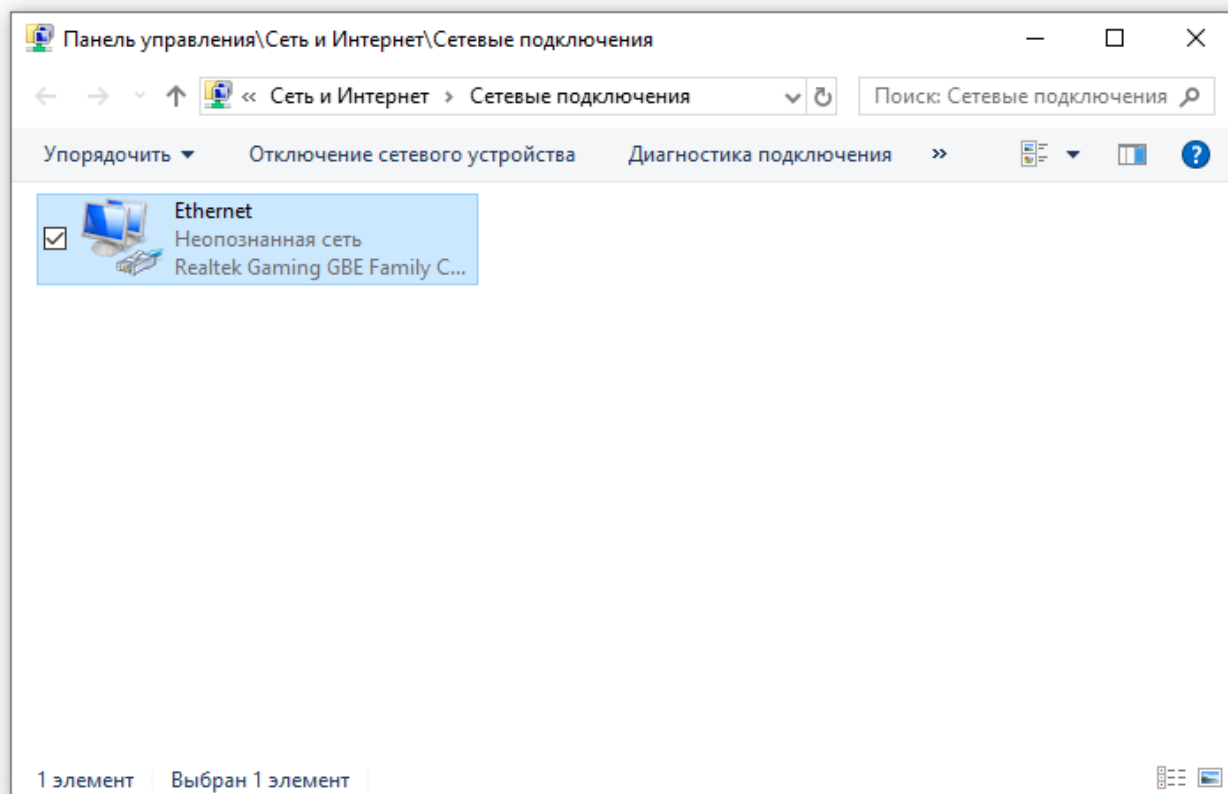 Панель управления\Сеть и Интернет\Сетевые подключения
« Сеть и Интернет › Сетевые подключения
Поиск: Сетевые подключения
Упорядочить Отключение сетевого устройства Диагностика подключения »
Ethernet
Неопознанная сеть
Realtek Gaming GBE Family C...
1 элемент Выбран 1 элемент